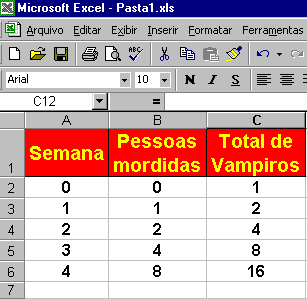 Microsoft Excel - Pasta1.xls
Arquivo Editar Exibir Inserir Formatar Ferramentas
ABC
Arial 10 N I S
C12 =
A B C
1 Semana Pessoas mordidas Total de Vampiros
2 0 0 1
3 1 1 2
4 2 2 4
5 3 4 8
6 4 8 16
7